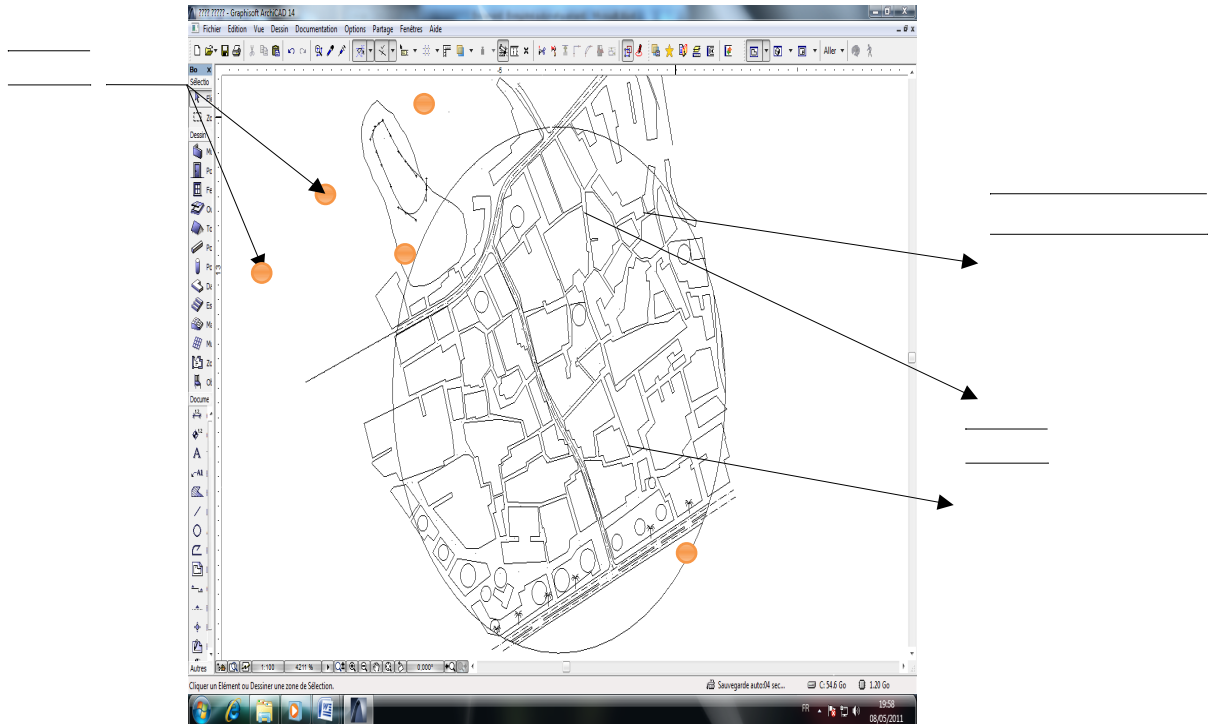 ???? ????? - Graphisoft ArchiCAD 14
Fichier Edition Vue Dessin Documentation Options Partage Fenêtres Aide
Aller
Bo x
Sélectio
Dessin
Docume
Autres
1:100 4211 % 0,000°
Cliquer un Elément ou Dessiner une zone de Sélection.
Sauvegarde auto:04 sec... C: 54.6 Go 1.20 Go
FR 19:58
08/05/2011